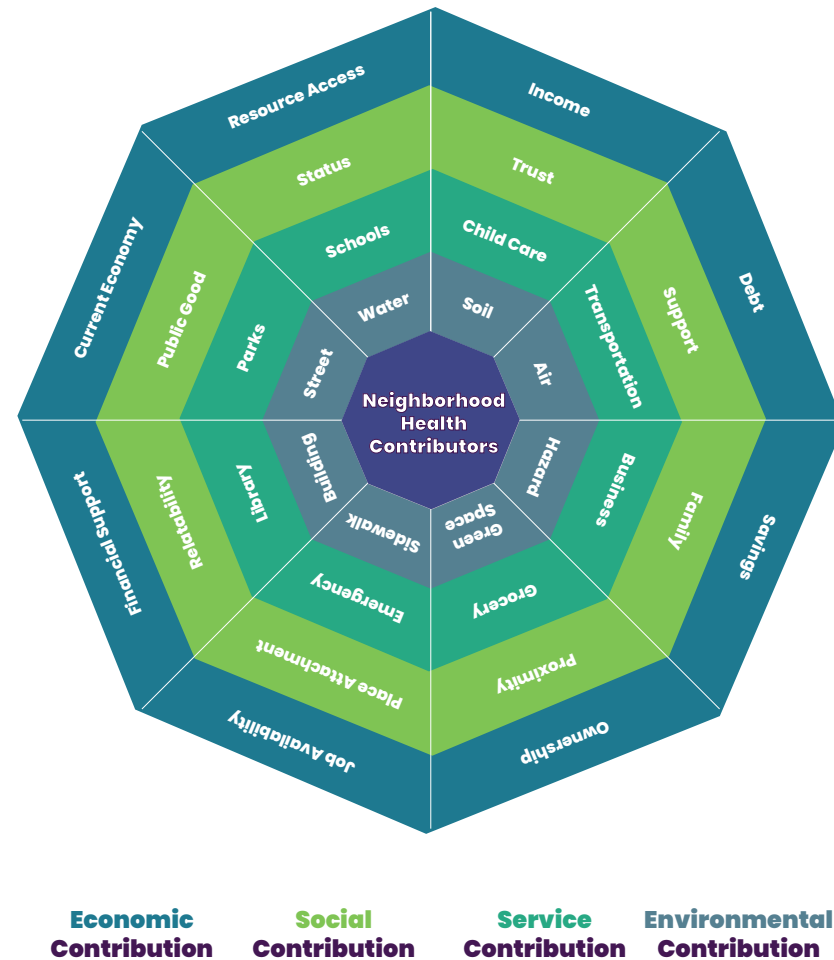 Resource Access
Income
Status
Trust
Schools
Child Care
Water
Soil
Current Economy
Public Good
Parks
Street
Air
Transportation
Support
Debt
Neighborhood
Health
Contributors
Financial Support
Relatability
Library
Building
Hazard
Business
Family
Savings
Sidewalk
Green
Space
Emergency
Grocery
Place Attachment
Proximity
Job Availability
Ownership
Economic
Contribution
Social
Contribution
Service
Contribution
Environmental
Contribution